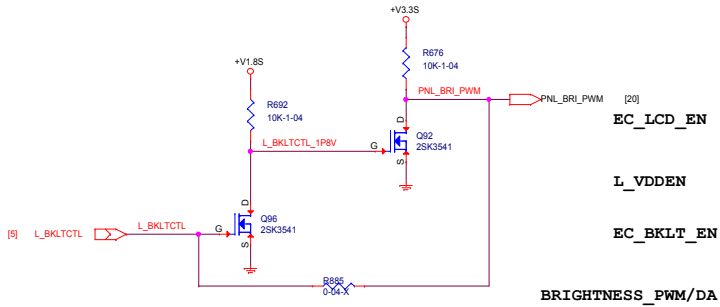 +V3.3S
+V1.8S
R676
10K-1-04
R692
10K-1-04
PNL_BRI_PWM
PNL_BRI_PWM [20]
EC_LCD_EN
D
Q92
2SK3541
G
S
L_BKLTCTL_1P8V
L_VDDEN
D
Q96
2SK3541
G
S
[5] L_BKLTCTL
L_BKLTCTL
EC_BKLT_EN
R885
0-04-X
BRIGHTNESS_PWM/DA